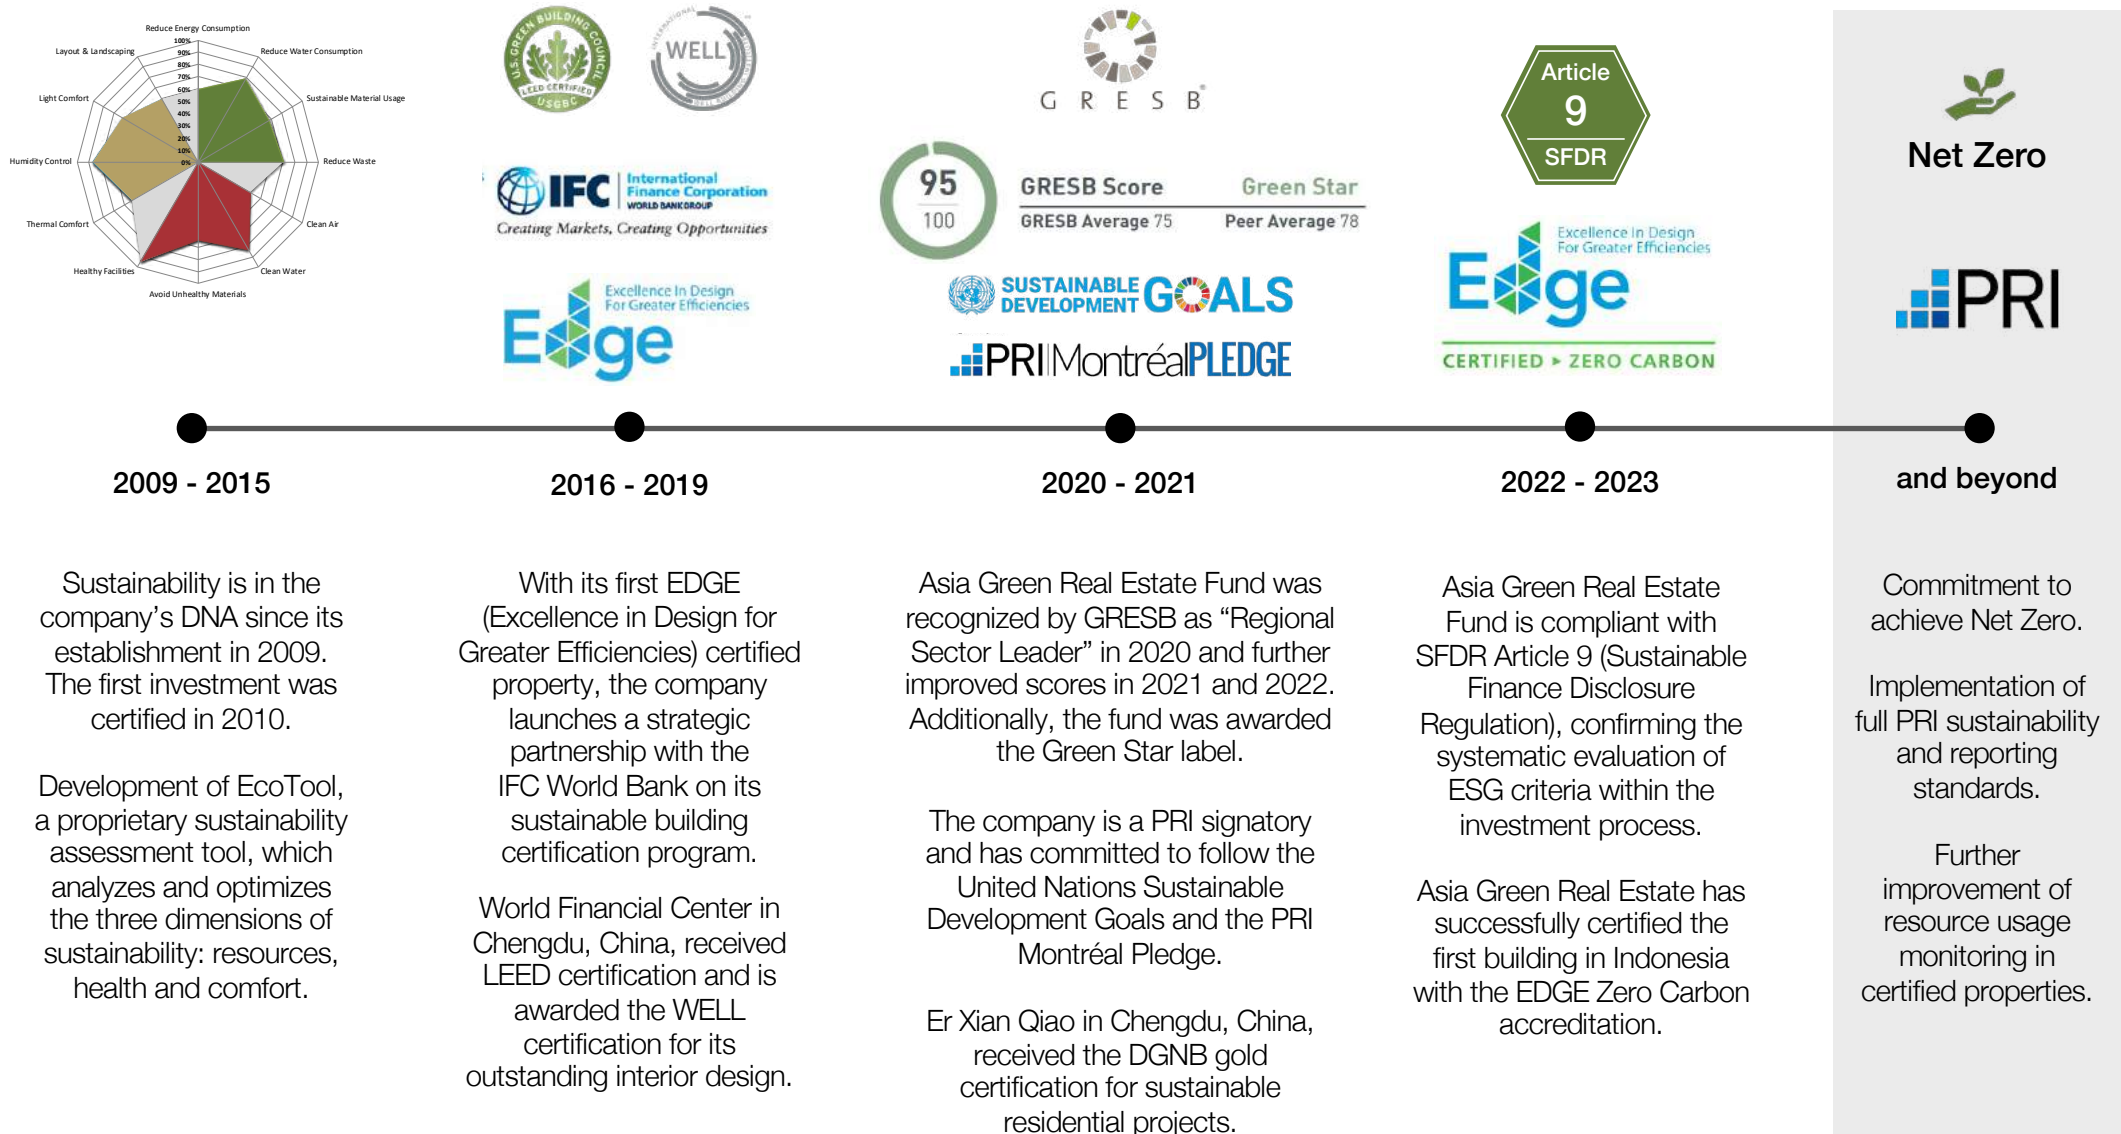 Reduce Energy Consumption
Layout & Landscaping
Reduce Water Consumption
Light Comfort
Sustainable Material Usage
Humidity Control
Reduce Waste
Thermal Comfort
Clean Air
Healthy Facilities
Clean Water
Avoid Unhealthy Materials
100%
90%
80%
70%
60%
50%
40%
30%
20%
10%
0%
U.S. GREEN BUILDING COUNCIL
LEED CERTIFIED
USGBC
INTERNATIONAL
WELL
WELL BUILDING
IFC
International
Finance Corporation
WORLD BANK GROUP
Creating Markets, Creating Opportunities
Excellence In Design
For Greater Efficiencies
Edge
GRESB®
95
100
GRESB Score Green Star
GRESB Average 75 Peer Average 78
SUSTAINABLE
DEVELOPMENT GOALS
PRI Montréal PLEDGE
Article
9
SFDR
Excellence In Design
For Greater Efficiencies
Edge
CERTIFIED ▸ ZERO CARBON
Net Zero
PRI
2009 - 2015
Sustainability is in the
company’s DNA since its
establishment in 2009.
The first investment was
certified in 2010.
Development of EcoTool,
a proprietary sustainability
assessment tool, which
analyzes and optimizes
the three dimensions of
sustainability: resources,
health and comfort.
2016 - 2019
With its first EDGE
(Excellence in Design for
Greater Efficiencies) certified
property, the company
launches a strategic
partnership with the
IFC World Bank on its
sustainable building
certification program.
World Financial Center in
Chengdu, China, received
LEED certification and is
awarded the WELL
certification for its
outstanding interior design.
2020 - 2021
Asia Green Real Estate Fund was
recognized by GRESB as “Regional
Sector Leader” in 2020 and further
improved scores in 2021 and 2022.
Additionally, the fund was awarded
the Green Star label.
The company is a PRI signatory
and has committed to follow the
United Nations Sustainable
Development Goals and the PRI
Montréal Pledge.
Er Xian Qiao in Chengdu, China,
received the DGNB gold
certification for sustainable
residential projects.
2022 - 2023
Asia Green Real Estate
Fund is compliant with
SFDR Article 9 (Sustainable
Finance Disclosure
Regulation), confirming the
systematic evaluation of
ESG criteria within the
investment process.
Asia Green Real Estate has
successfully certified the
first building in Indonesia
with the EDGE Zero Carbon
accreditation.
and beyond
Commitment to
achieve Net Zero.
Implementation of
full PRI sustainability
and reporting
standards.
Further
improvement of
resource usage
monitoring in
certified properties.